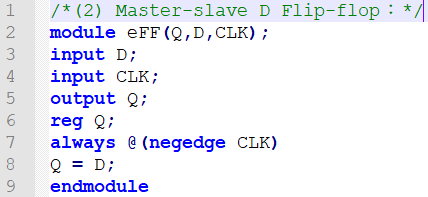 1 /*(2) Master-slave D Flip-flop：*/
2 module eFF(Q,D,CLK);
3 input D;
4 input CLK;
5 output Q;
6 reg Q;
7 always @(negedge CLK)
8 Q = D;
9 endmodule